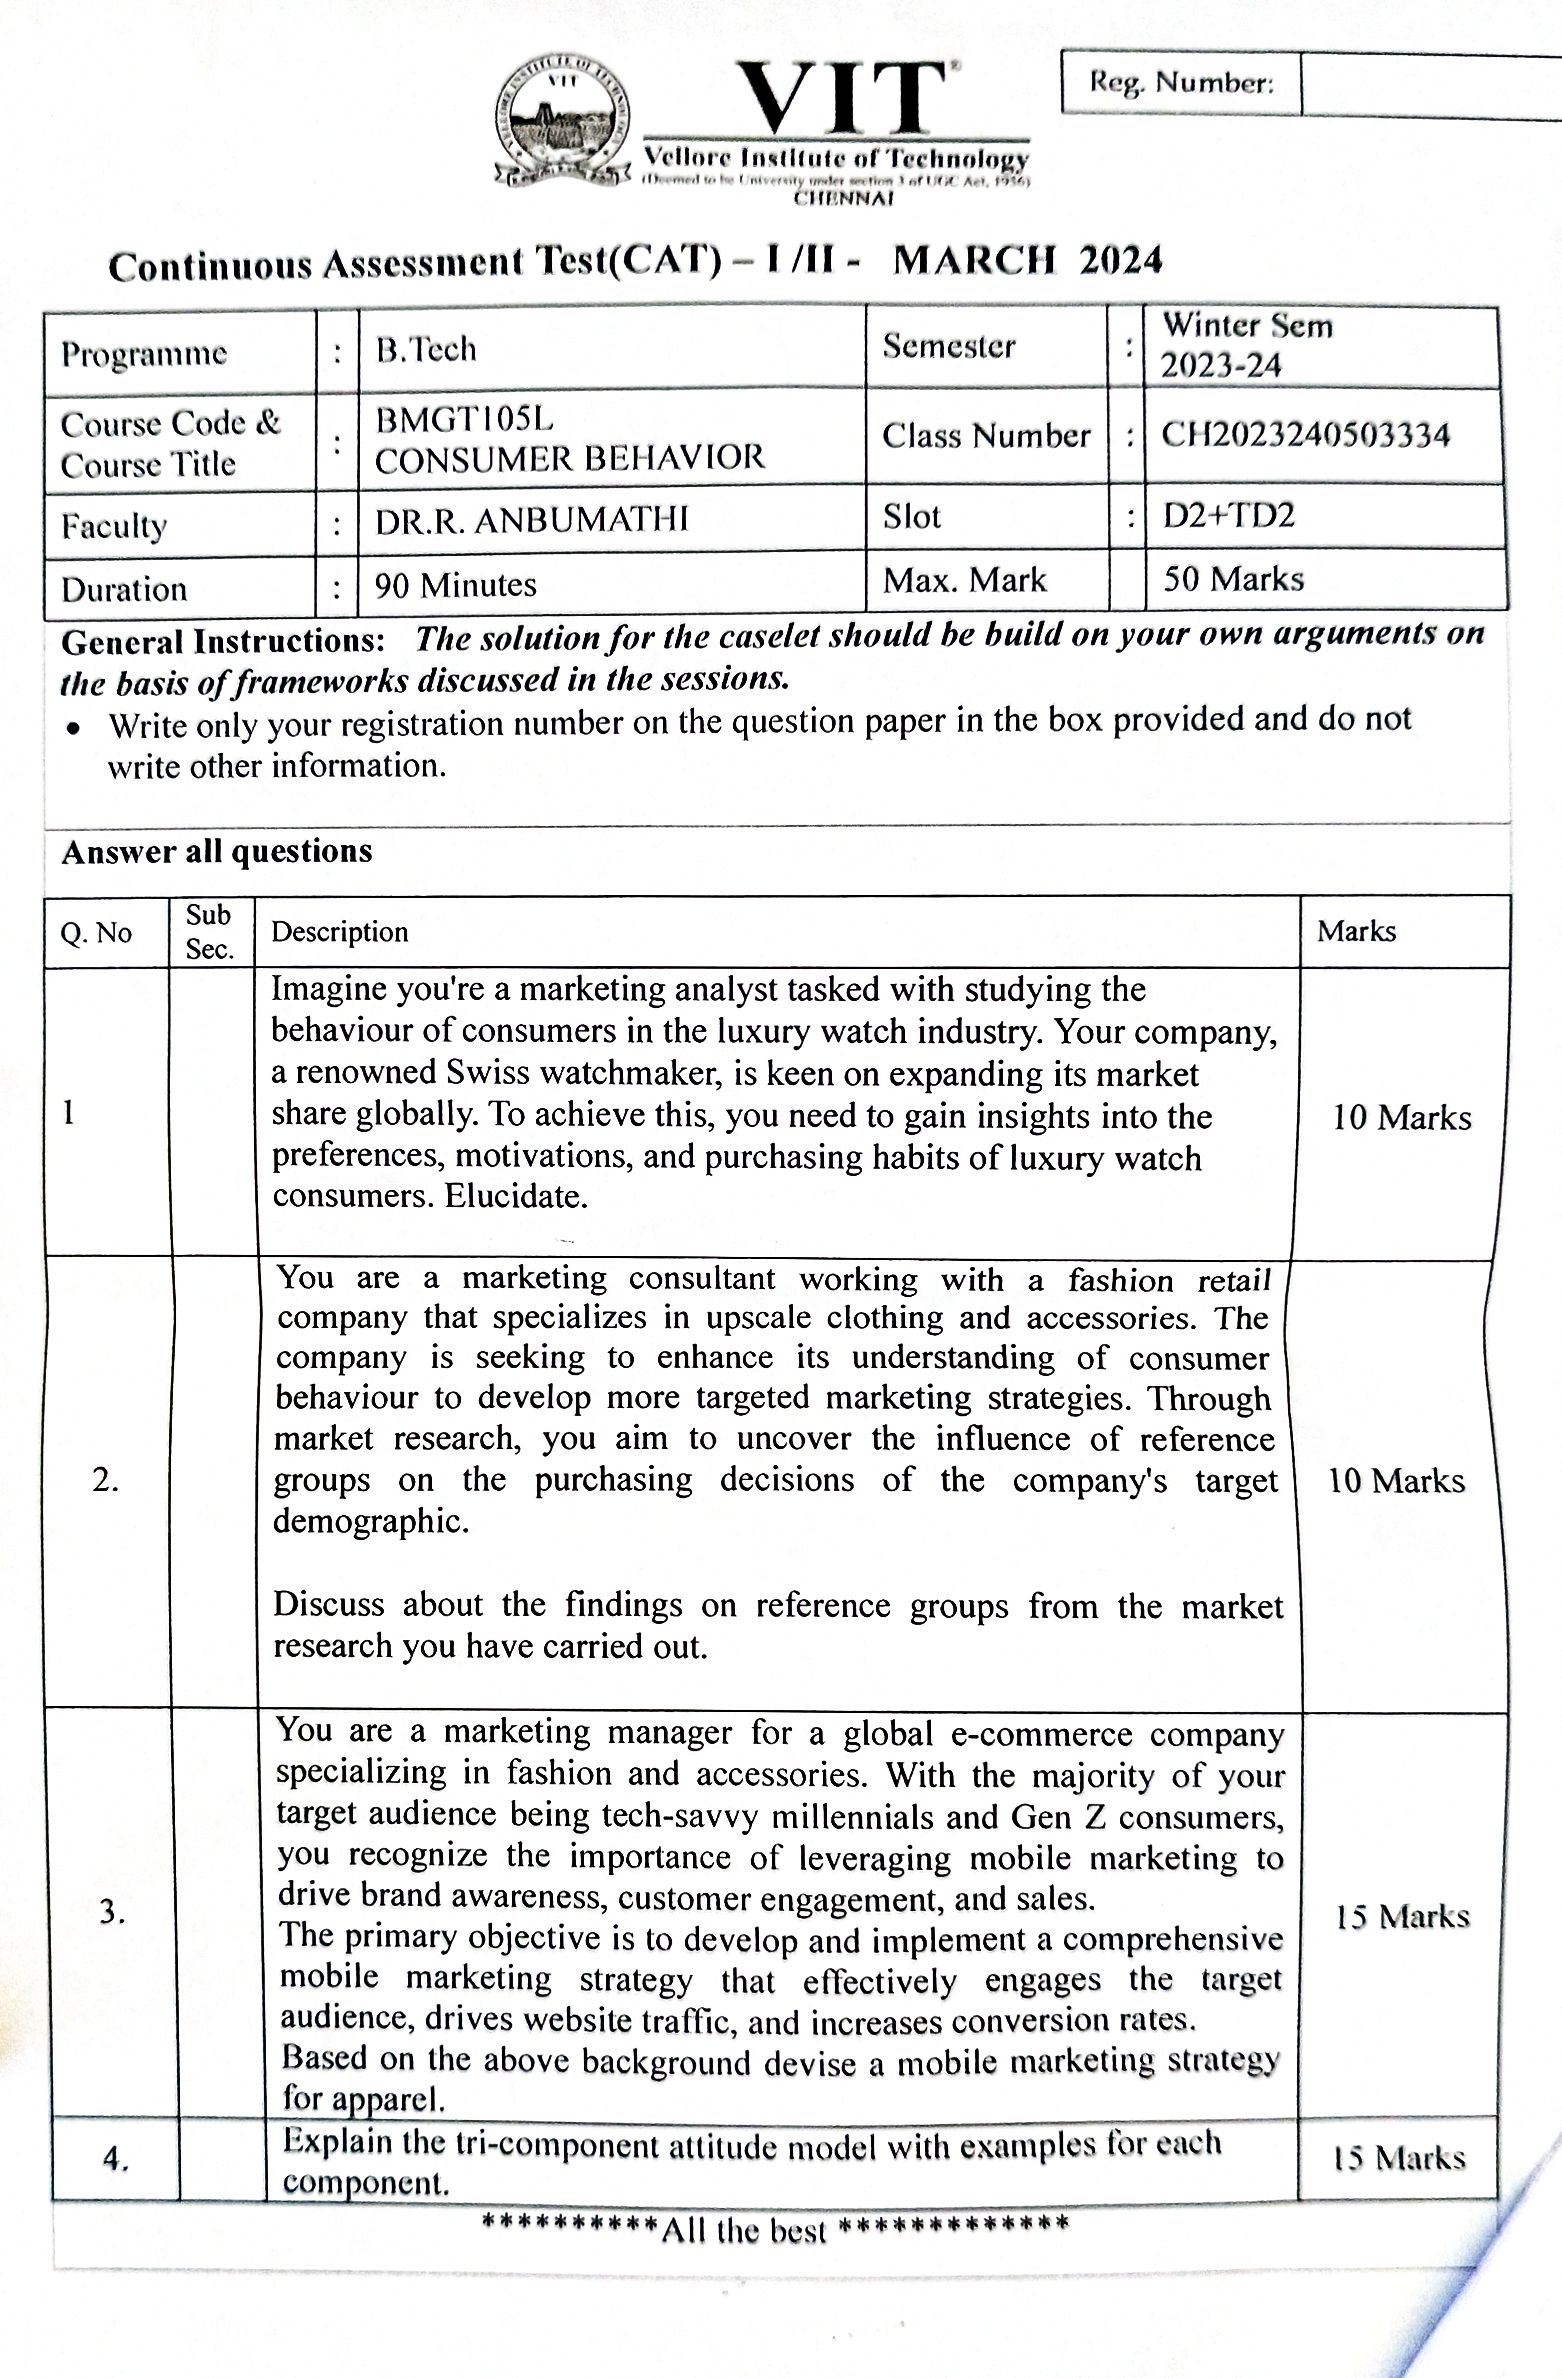 VIT
VIT®
Reg. Number:
Vellore Institute of Technology
(Deemed to be University under section 3 of UGC Act, 1956)
CHENNAI
Continuous Assessment Test(CAT) – I /II - MARCH 2024
Programme : B.Tech Semester : Winter Sem 2023-24
Course Code & Course Title : BMGT105L CONSUMER BEHAVIOR Class Number : CH2023240503334
Faculty : DR.R. ANBUMATHI Slot : D2+TD2
Duration : 90 Minutes Max. Mark 50 Marks
General Instructions: The solution for the caselet should be build on your own arguments on
the basis of frameworks discussed in the sessions.
• Write only your registration number on the question paper in the box provided and do not
write other information.
Answer all questions
Q. No Sub Sec. Description Marks
Imagine you're a marketing analyst tasked with studying the
behaviour of consumers in the luxury watch industry. Your company,
a renowned Swiss watchmaker, is keen on expanding its market
1 share globally. To achieve this, you need to gain insights into the 10 Marks
preferences, motivations, and purchasing habits of luxury watch
consumers. Elucidate.
You are a marketing consultant working with a fashion retail
company that specializes in upscale clothing and accessories. The
company is seeking to enhance its understanding of consumer
behaviour to develop more targeted marketing strategies. Through
market research, you aim to uncover the influence of reference
2. groups on the purchasing decisions of the company's target 10 Marks
demographic.
Discuss about the findings on reference groups from the market
research you have carried out.
You are a marketing manager for a global e-commerce company
specializing in fashion and accessories. With the majority of your
target audience being tech-savvy millennials and Gen Z consumers,
you recognize the importance of leveraging mobile marketing to
3. drive brand awareness, customer engagement, and sales. 15 Marks
The primary objective is to develop and implement a comprehensive
mobile marketing strategy that effectively engages the target
audience, drives website traffic, and increases conversion rates.
Based on the above background devise a mobile marketing strategy
for apparel.
4. Explain the tri-component attitude model with examples for each 15 Marks
component.
**********All the best *************